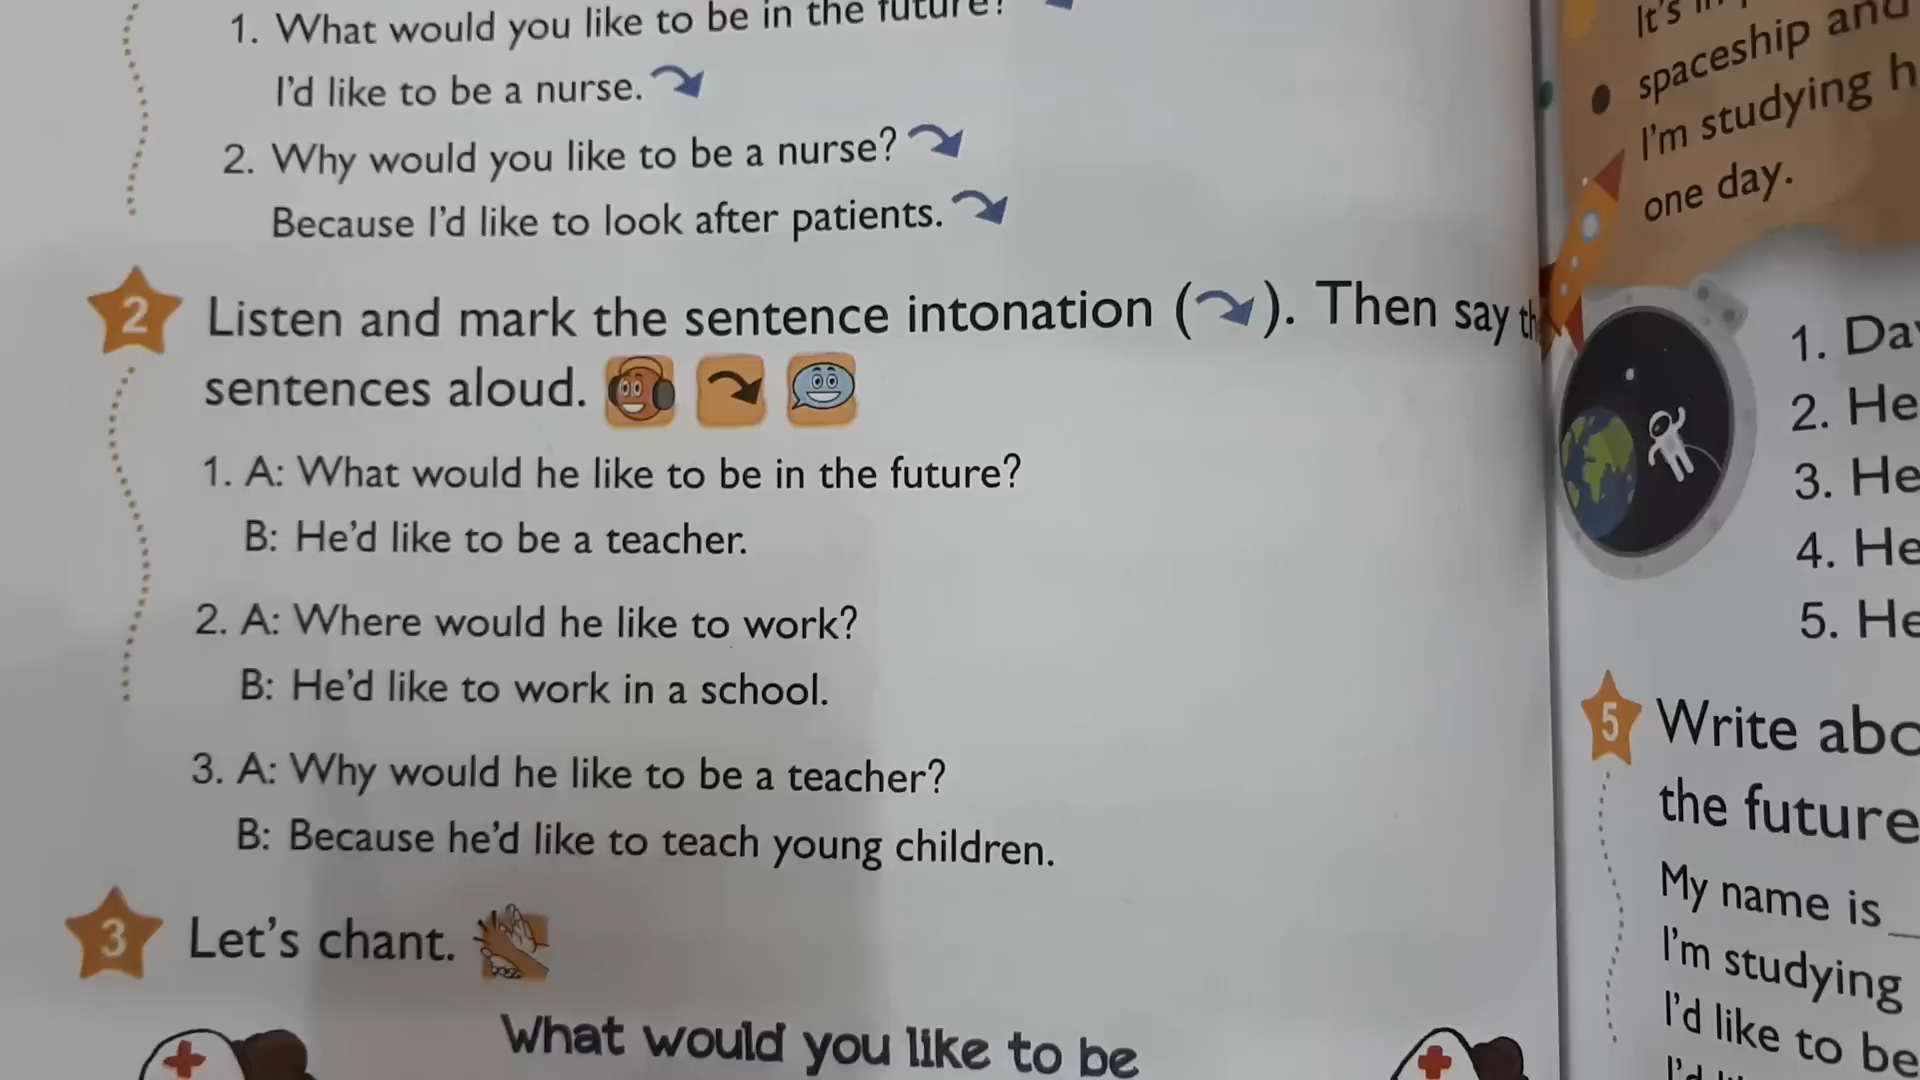 1. What would you like to be in the future?
I'd like to be a nurse.
2. Why would you like to be a nurse?
Because I'd like to look after patients.
2 Listen and mark the sentence intonation ( ). Then say
sentences aloud.
1. A: What would he like to be in the future?
B: He'd like to be a teacher.
2. A: Where would he like to work?
B: He'd like to work in a school.
3. A: Why would he like to be a teacher?
B: Because he'd like to teach young children.
3 Let's chant.
What would you like to be
It's
spaceship and
I'm studying
one day.
1.
2. He
3. He
4. He
5. He
5 Write
the future
My name is
I'm studying
I'd like to be